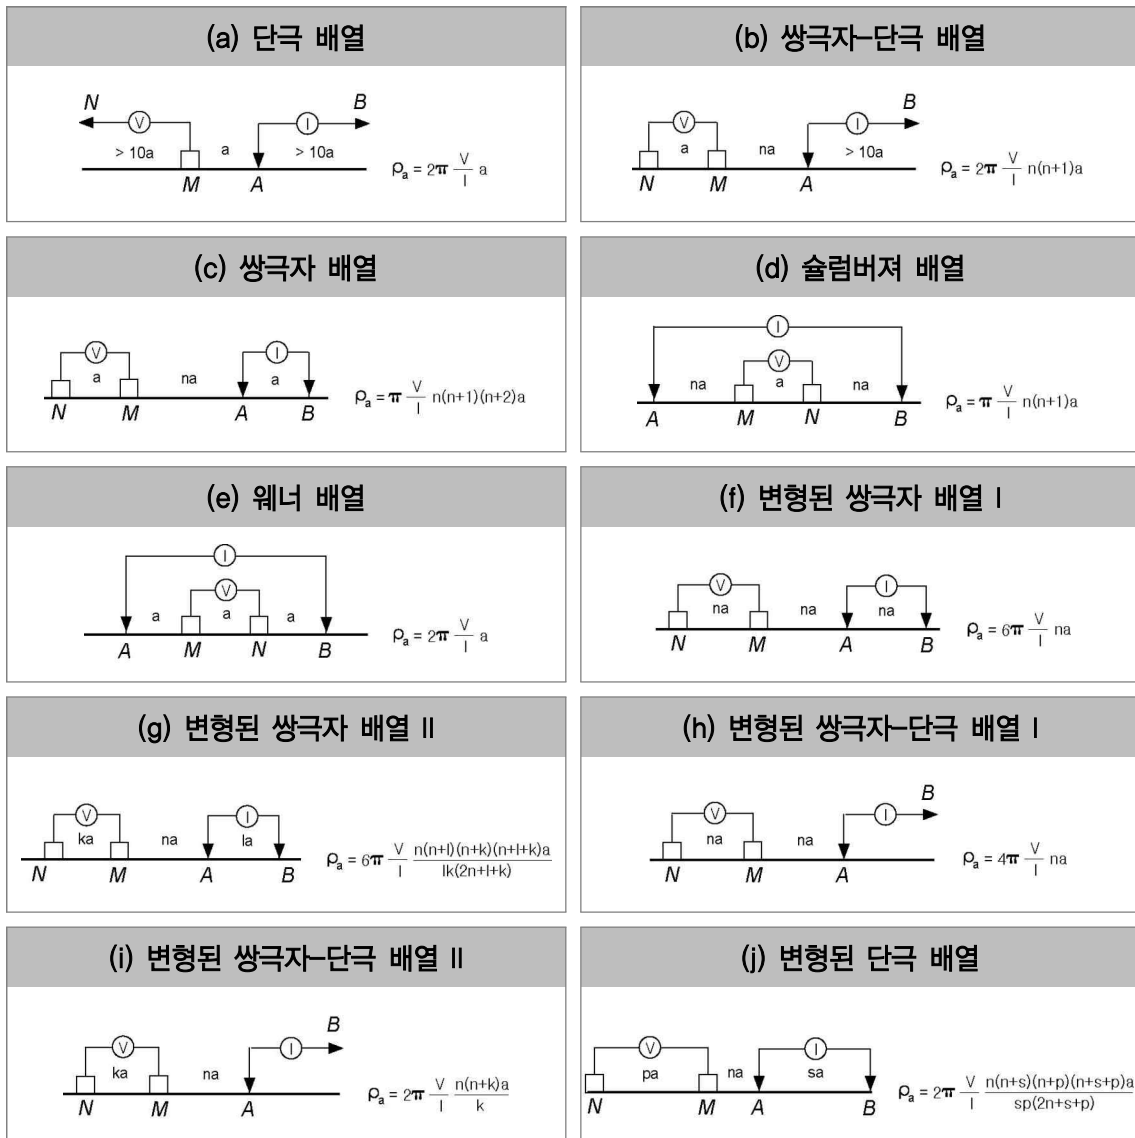 (a) 단극 배열
N V I B
> 10a a > 10a
M A
ρa = 2π V/I a
(b) 쌍극자-단극 배열
V I B
a na > 10a
N M A
ρa = 2π V/I n(n+1)a
(c) 쌍극자 배열
V I
a na a
N M A B
ρa = π V/I n(n+1)(n+2)a
(d) 슐럼버져 배열
I
V
na a na
A M N B
ρa = π V/I n(n+1)a
(e) 웨너 배열
I
V
a a a
A M N B
ρa = 2π V/I a
(f) 변형된 쌍극자 배열 I
V I
na na na
N M A B
ρa = 6π V/I na
(g) 변형된 쌍극자 배열 II
V I
ka na la
N M A B
ρa = 6π V/I n(n+l)(n+k)(n+l+k)a/lk(2n+l+k)
(h) 변형된 쌍극자-단극 배열 I
B
V I
na na
N M A
ρa = 4π V/I na
(i) 변형된 쌍극자-단극 배열 II
B
V I
ka na
N M A
ρa = 2π V/I n(n+k)a/k
(j) 변형된 단극 배열
V I
pa na sa
N M A B
ρa = 2π V/I n(n+s)(n+p)(n+s+p)a/sp(2n+s+p)